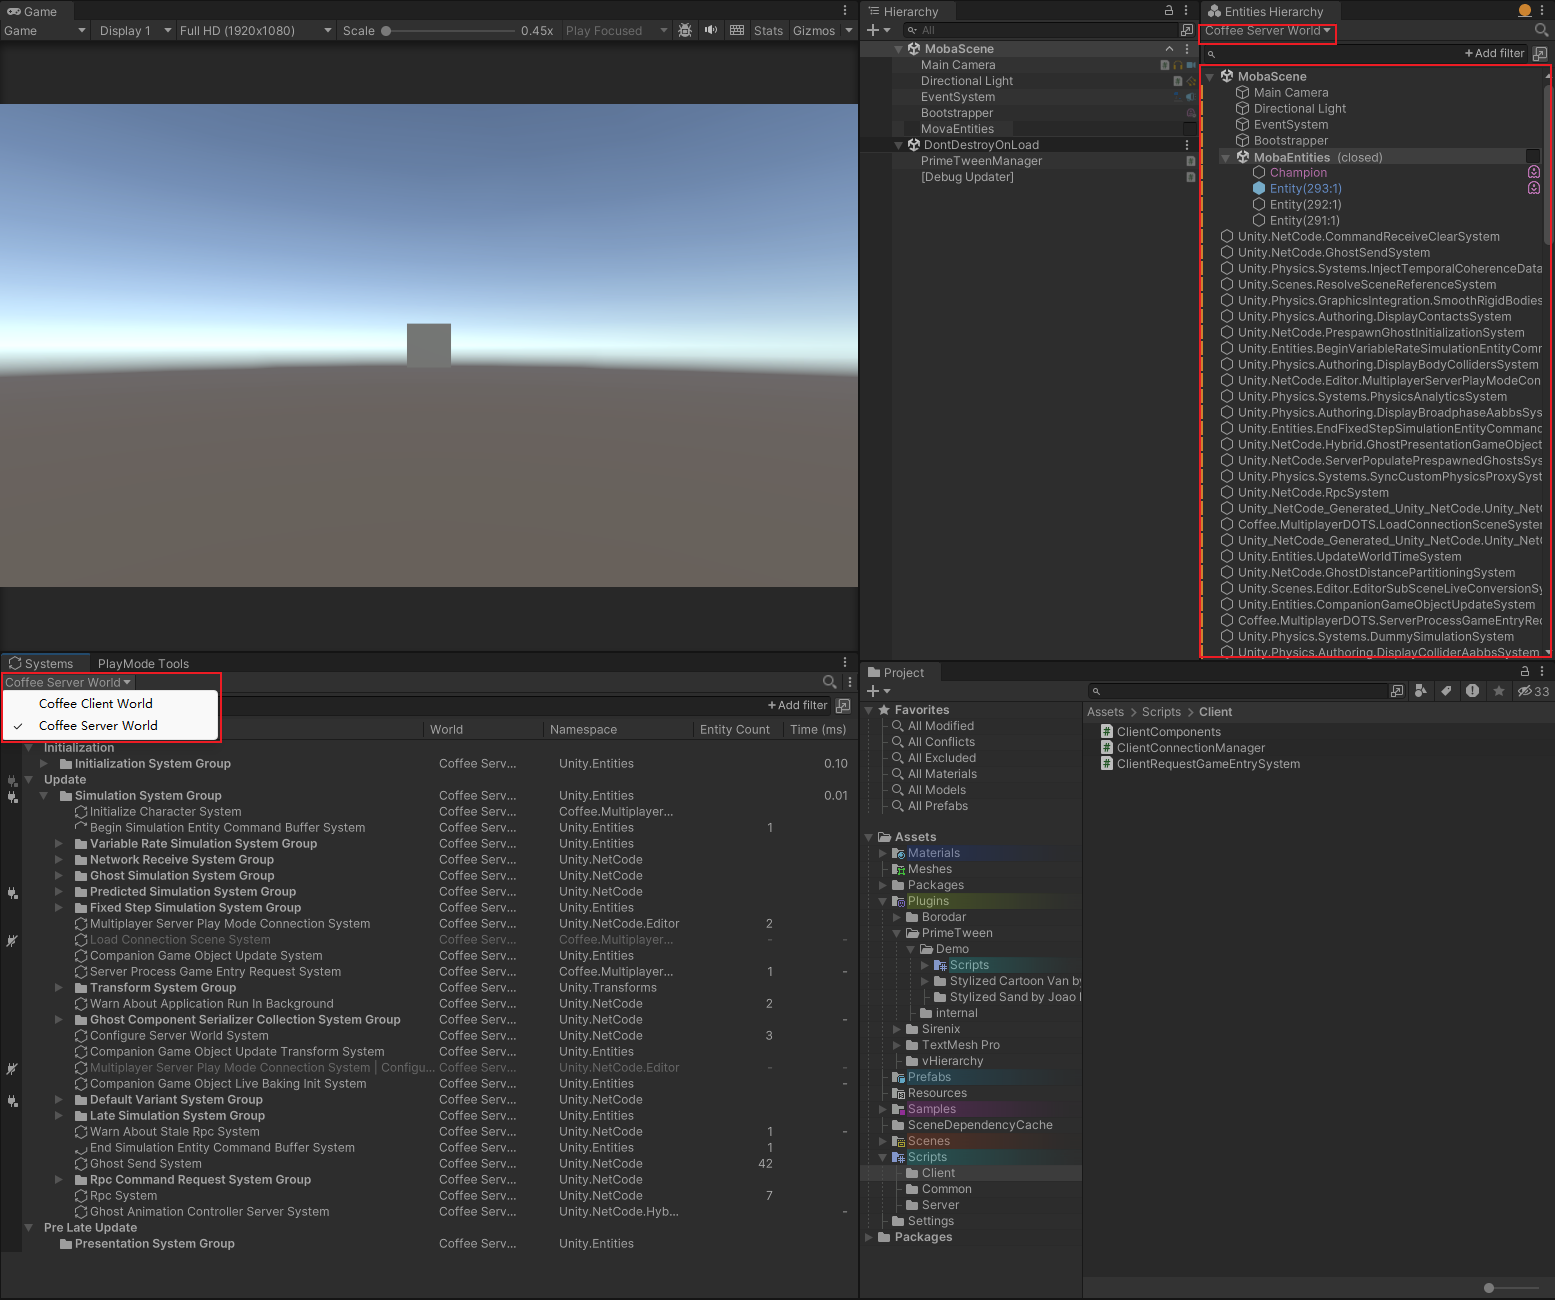 Game
Game Display 1 Full HD (1920x1080) Scale 0.45x Play Focused Stats Gizmos
Hierarchy
All
MobaScene
Main Camera
Directional Light
EventSystem
Bootstrapper
MovaEntities
DontDestroyOnLoad
PrimeTweenManager
[Debug Updater]
Entities Hierarchy
Coffee Server World
+ Add filter
MobaScene
Main Camera
Directional Light
EventSystem
Bootstrapper
MobaEntities (closed)
Champion
Entity(293:1)
Entity(292:1)
Entity(291:1)
Unity.NetCode.CommandReceiveClearSystem
Unity.NetCode.GhostSendSystem
Unity.Physics.Systems.InjectTemporalCoherenceData
Unity.Scenes.ResolveSceneReferenceSystem
Unity.Physics.GraphicsIntegration.SmoothRigidBodies
Unity.Physics.Authoring.DisplayContactsSystem
Unity.NetCode.PrespawnGhostInitializationSystem
Unity.Entities.BeginVariableRateSimulationEntityComm
Unity.Physics.Authoring.DisplayBodyCollidersSystem
Unity.NetCode.Editor.MultiplayerServerPlayModeCon
Unity.Physics.Systems.PhysicsAnalyticsSystem
Unity.Physics.Authoring.DisplayBroadphaseAabbsSys
Unity.Entities.EndFixedStepSimulationEntityCommand
Unity.NetCode.Hybrid.GhostPresentationGameObject
Unity.NetCode.ServerPopulatePrespawnedGhostsSys
Unity.Physics.Systems.SyncCustomPhysicsProxySyst
Unity.NetCode.RpcSystem
Unity_NetCode_Generated_Unity_NetCode.Unity_Net
Coffee.MultiplayerDOTS.LoadConnectionSceneSystem
Unity_NetCode_Generated_Unity_NetCode.Unity_Net
Unity.Entities.UpdateWorldTimeSystem
Unity.NetCode.GhostDistancePartitioningSystem
Unity.Scenes.Editor.EditorSubSceneLiveConversionSy
Unity.Entities.CompanionGameObjectUpdateSystem
Coffee.MultiplayerDOTS.ServerProcessGameEntryRec
Unity.Physics.Systems.DummySimulationSystem
Unity.Physics.Authoring.DisplayColliderAabbsSystem
Systems PlayMode Tools
Coffee Server World
Coffee Client World
✓ Coffee Server World
+ Add filter
World Namespace Entity Count Time (ms)
Initialization
Initialization System Group Coffee Serv... Unity.Entities 0.10
Update
Simulation System Group Coffee Serv... Unity.Entities 0.01
Initialize Character System Coffee Serv... Coffee.Multiplayer...
Begin Simulation Entity Command Buffer System Coffee Serv... Unity.Entities 1
Variable Rate Simulation System Group Coffee Serv... Unity.Entities
Network Receive System Group Coffee Serv... Unity.NetCode
Ghost Simulation System Group Coffee Serv... Unity.NetCode
Predicted Simulation System Group Coffee Serv... Unity.NetCode
Fixed Step Simulation System Group Coffee Serv... Unity.Entities
Multiplayer Server Play Mode Connection System Coffee Serv... Unity.NetCode.Editor 2
Load Connection Scene System Coffee Serv... Coffee.Multiplayer... - -
Companion Game Object Update System Coffee Serv... Unity.Entities
Server Process Game Entry Request System Coffee Serv... Coffee.Multiplayer... 1 -
Transform System Group Coffee Serv... Unity.Transforms
Warn About Application Run In Background Coffee Serv... Unity.NetCode 2
Ghost Component Serializer Collection System Group Coffee Serv... Unity.NetCode -
Configure Server World System Coffee Serv... Unity.NetCode 3
Companion Game Object Update Transform System Coffee Serv... Unity.Entities
Multiplayer Server Play Mode Connection System | Configu... Coffee Serv... Unity.NetCode.Editor - -
Companion Game Object Live Baking Init System Coffee Serv... Unity.Entities -
Default Variant System Group Coffee Serv... Unity.NetCode -
Late Simulation System Group Coffee Serv... Unity.Entities
Warn About Stale Rpc System Coffee Serv... Unity.NetCode 1 -
End Simulation Entity Command Buffer System Coffee Serv... Unity.Entities 1
Ghost Send System Coffee Serv... Unity.NetCode 42
Rpc Command Request System Group Coffee Serv... Unity.NetCode
Rpc System Coffee Serv... Unity.NetCode 7
Ghost Animation Controller Server System Coffee Serv... Unity.NetCode.Hyb... -
Pre Late Update
Presentation System Group Coffee Serv... Unity.Entities
Project
33
Favorites
All Modified
All Conflicts
All Excluded
All Materials
All Models
All Prefabs
Assets
Materials
Meshes
Packages
Plugins
Borodar
PrimeTween
Demo
Scripts
Stylized Cartoon Van by
Stylized Sand by Joao
internal
Sirenix
TextMesh Pro
vHierarchy
Prefabs
Resources
Samples
SceneDependencyCache
Scenes
Scripts
Client
Common
Server
Settings
Packages
Assets > Scripts > Client
ClientComponents
ClientConnectionManager
ClientRequestGameEntrySystem